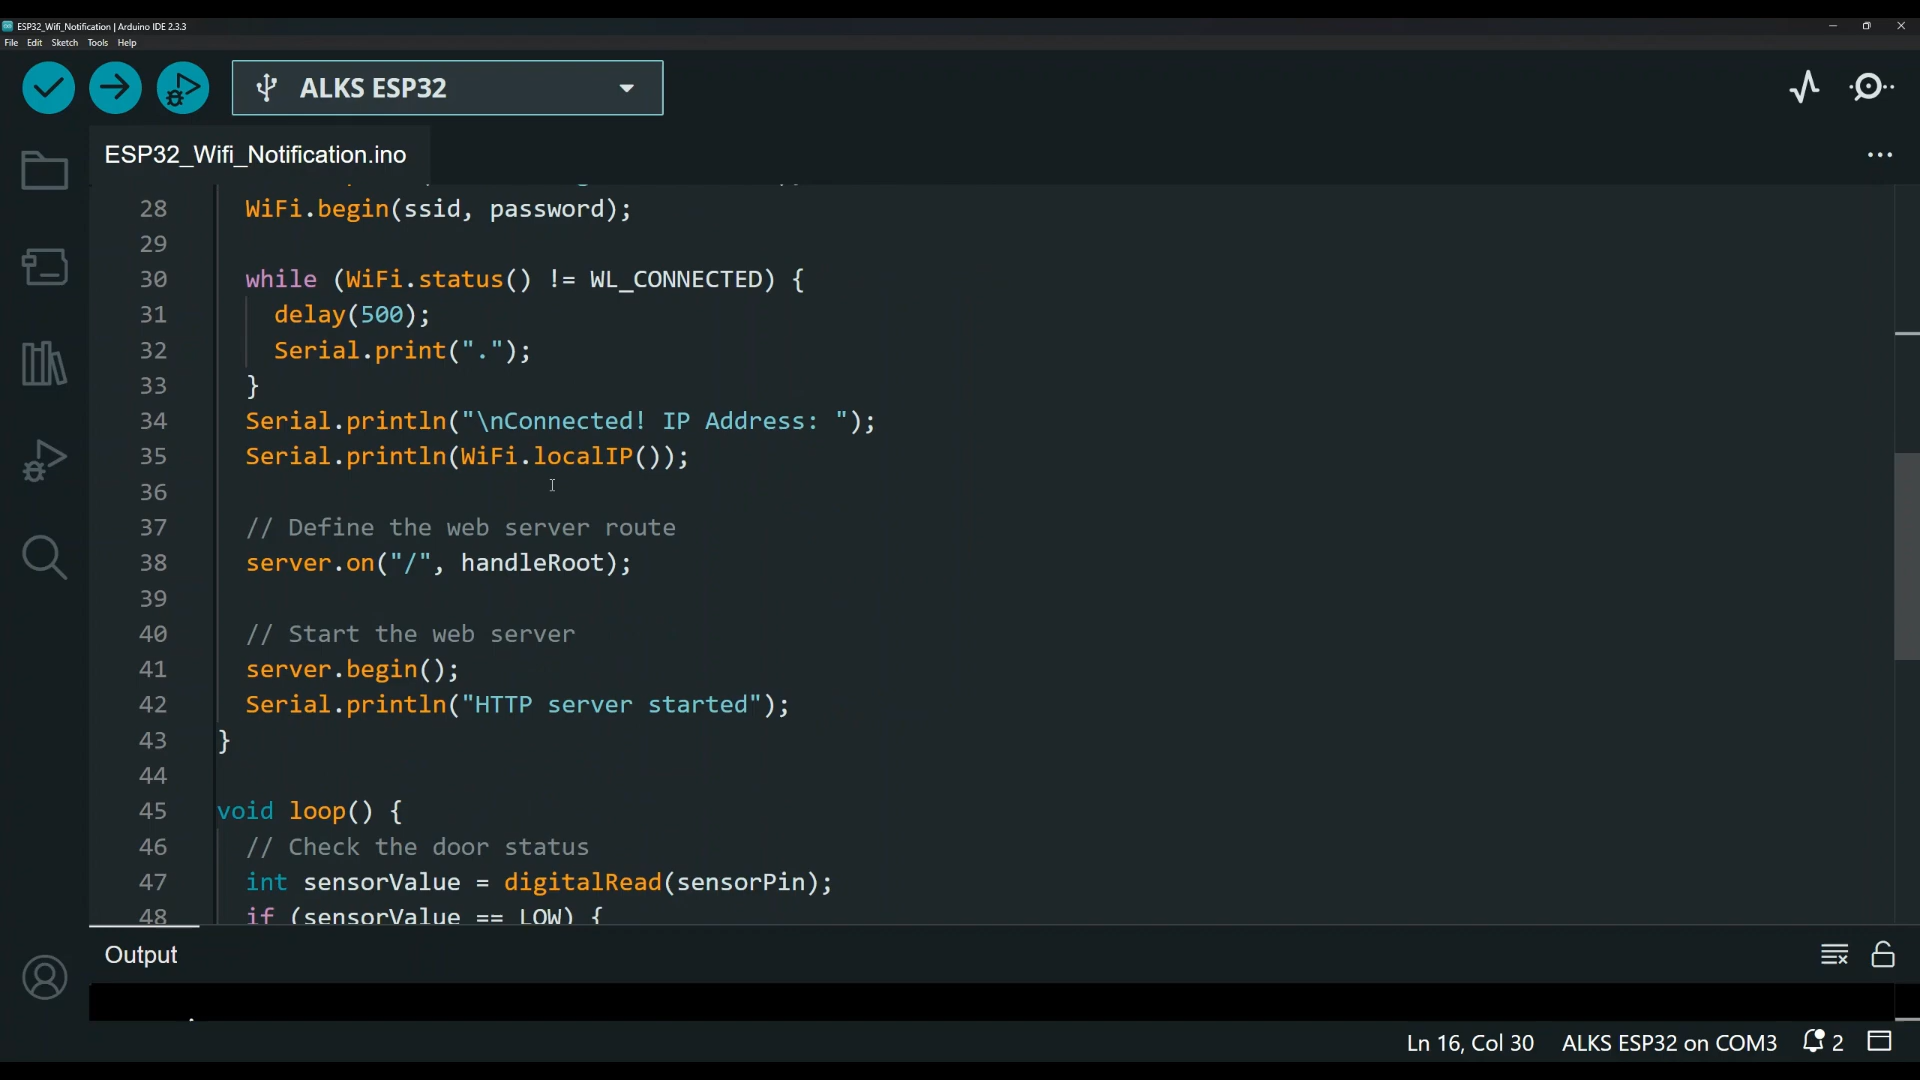 ESP32_Wifi_Notification | Arduino IDE 2.3.3
File Edit Sketch Tools Help
ALKS ESP32
ESP32_Wifi_Notification.ino
28 WiFi.begin(ssid, password);
29
30 while (WiFi.status() != WL_CONNECTED) {
31 delay(500);
32 Serial.print(".");
33 }
34 Serial.println("\nConnected! IP Address: ");
35 Serial.println(WiFi.localIP());
36
37 // Define the web server route
38 server.on("/", handleRoot);
39
40 // Start the web server
41 server.begin();
42 Serial.println("HTTP server started");
43 }
44
45 void loop() {
46 // Check the door status
47 int sensorValue = digitalRead(sensorPin);
48 if (sensorValue == LOW) {
Output
Ln 16, Col 30 ALKS ESP32 on COM3 2